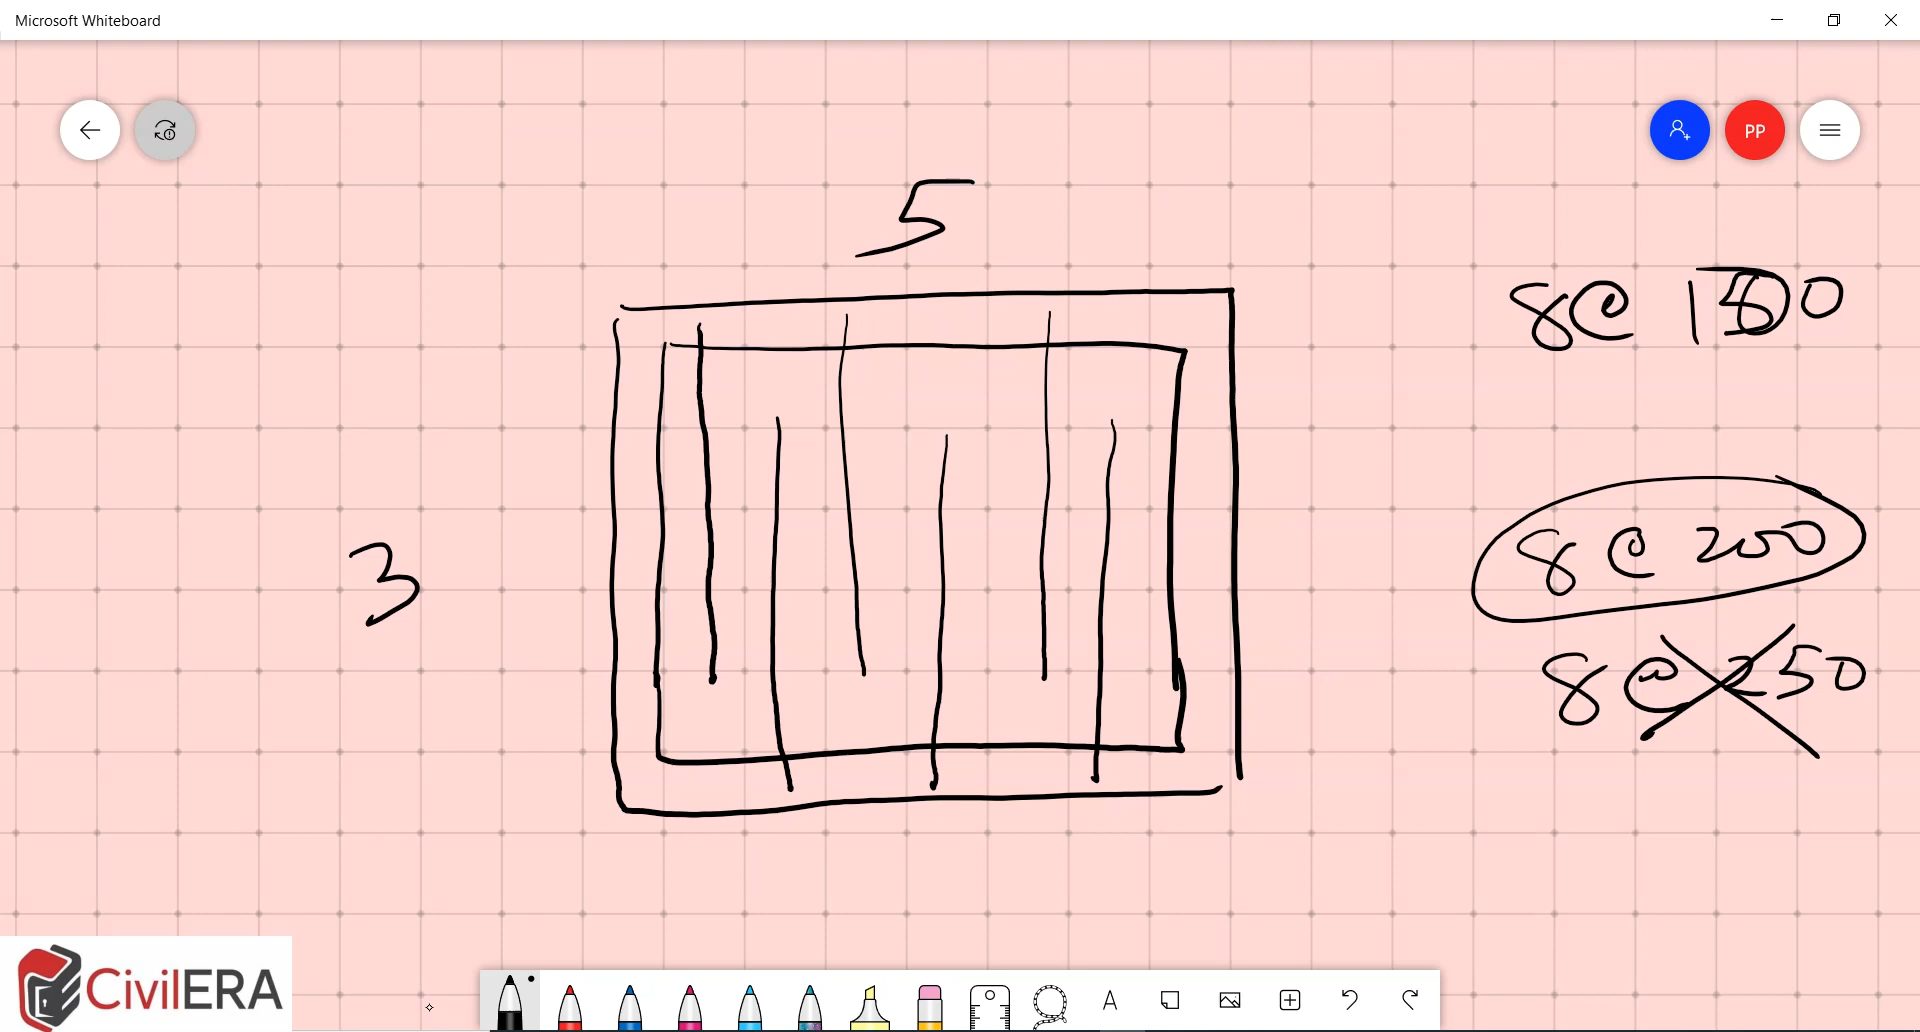 Microsoft Whiteboard
PP
5
8@ 150
3
8 @ 200
8 @ 250
CivilERA
A